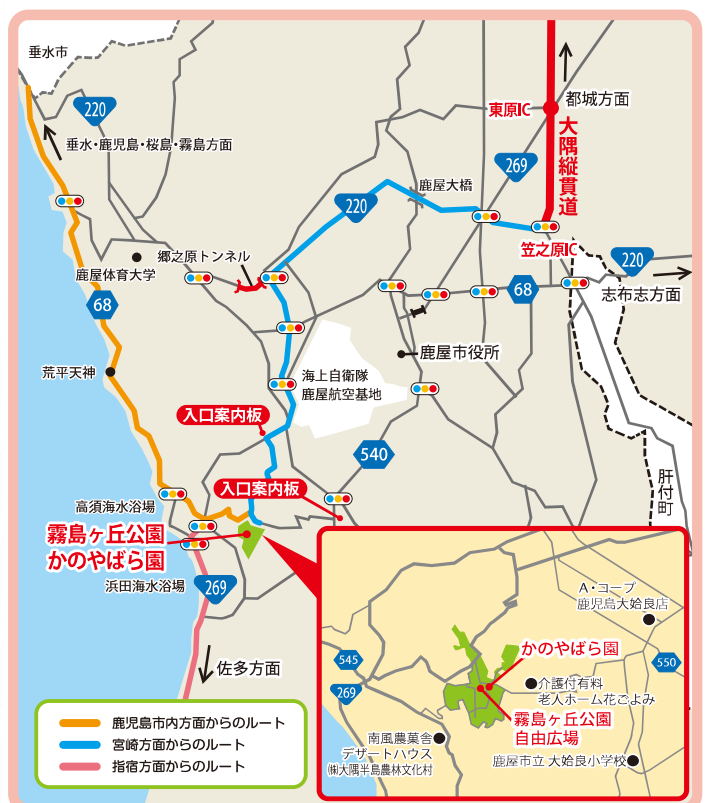 垂水市
220
垂水・鹿児島・桜島・霧島方面
東原IC
都城方面
大隅縦貫道
269
鹿屋大橋
220
笠之原IC
220
志布志方面
郷之原トンネル
鹿屋体育大学
68
68
鹿屋市役所
荒平天神
海上自衛隊
鹿屋航空基地
入口案内板
540
入口案内板
肝付町
高須海水浴場
霧島ヶ丘公園
かのやばら園
浜田海水浴場
269
佐多方面
A・コープ
鹿児島大姶良店
かのやばら園
545
550
269
介護付有料
老人ホーム花ごよみ
霧島ヶ丘公園
自由広場
南風農菓舎
デザートハウス
㈱大隅半島農林文化村
鹿屋市立 大姶良小学校
鹿児島市内方面からのルート
宮崎方面からのルート
指宿方面からのルート